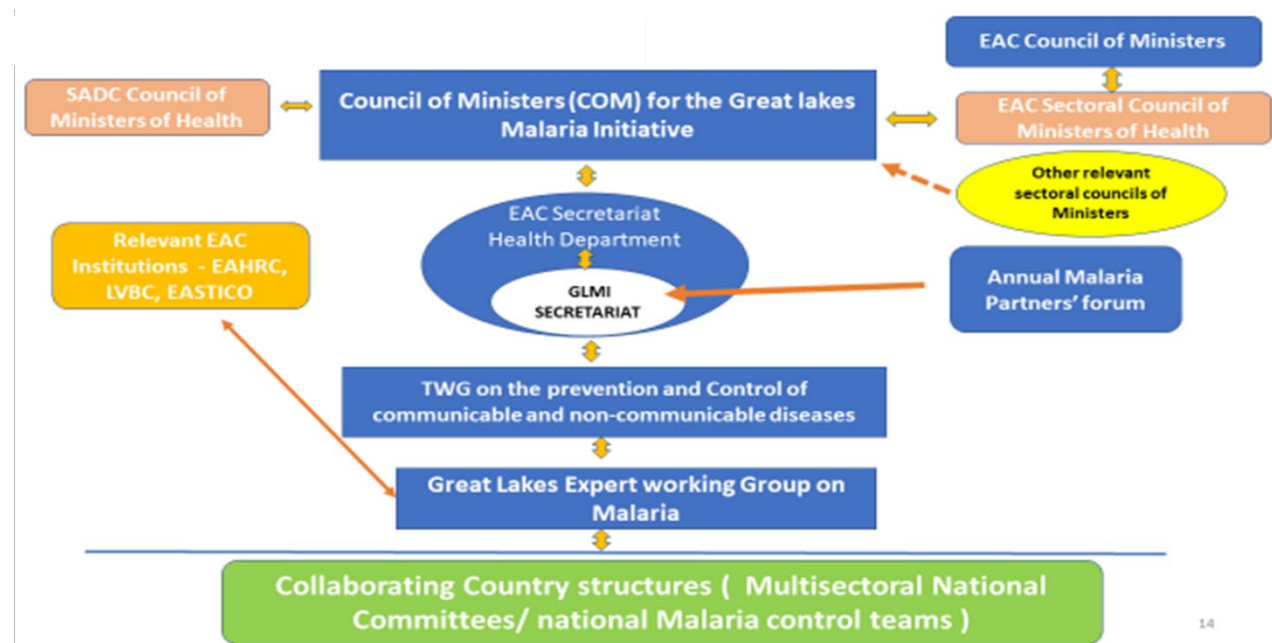 EAC Council of Ministers
SADC Council of
Ministers of Health
Council of Ministers (COM) for the Great lakes
Malaria Initiative
EAC Sectoral Council of
Ministers of Health
Other relevant
sectoral councils of
Ministers
EAC Secretariat
Health Department
GLMI
SECRETARIAT
Relevant EAC
Institutions - EAHRC,
LVBC, EASTICO
Annual Malaria
Partners' forum
TWG on the prevention and Control of
communicable and non-communicable diseases
Great Lakes Expert working Group on
Malaria
Collaborating Country structures ( Multisectoral National
Committees/ national Malaria control teams )
14